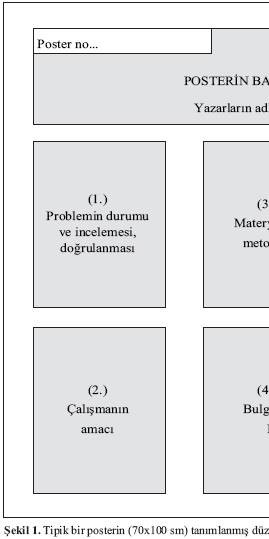 Poster no...
POSTERİN BA
Yazarların ad
(1.)
Problemin durumu
ve incelemesi,
doğrulanması
(3
Matery
meto
(2.)
Çalışmanın
amacı
(4
Bulg
Şekil 1. Tipik bir posterin (70x100 sm) tanımlanmış düz